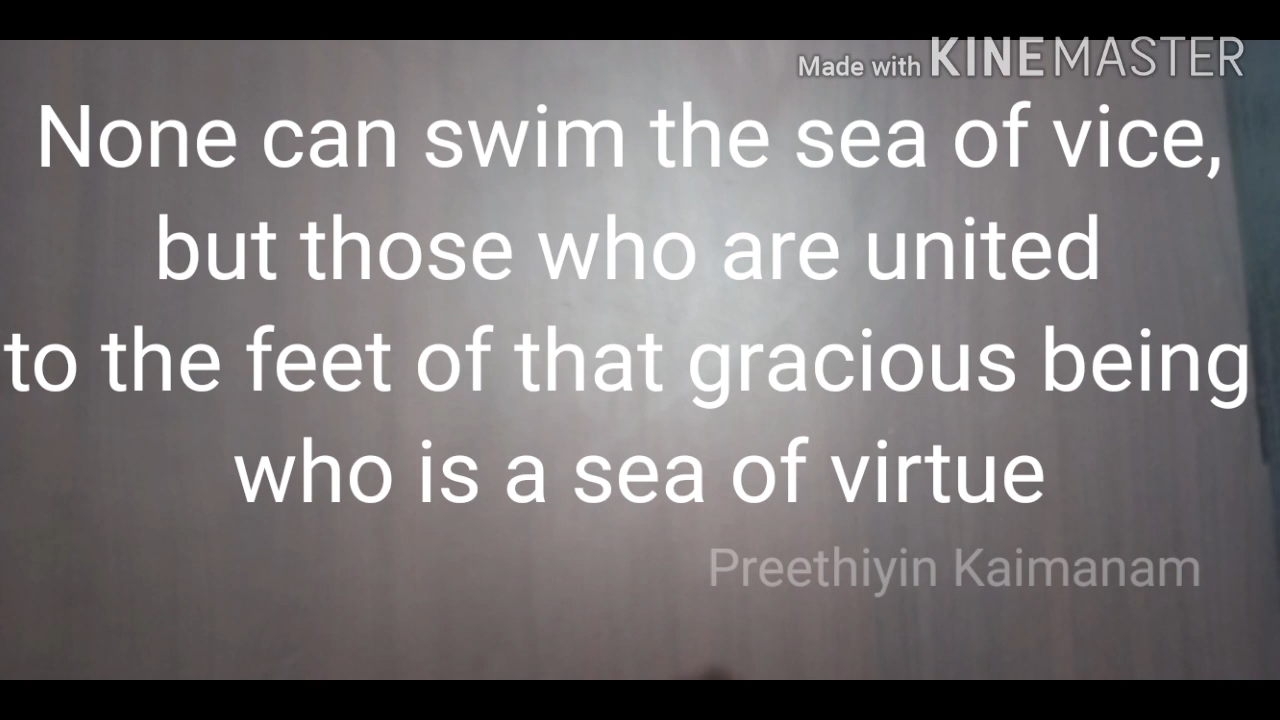 Made with KINEMASTER
None can swim the sea of vice,
but those who are united
to the feet of that gracious being
who is a sea of virtue
Preethiyin Kaimanam